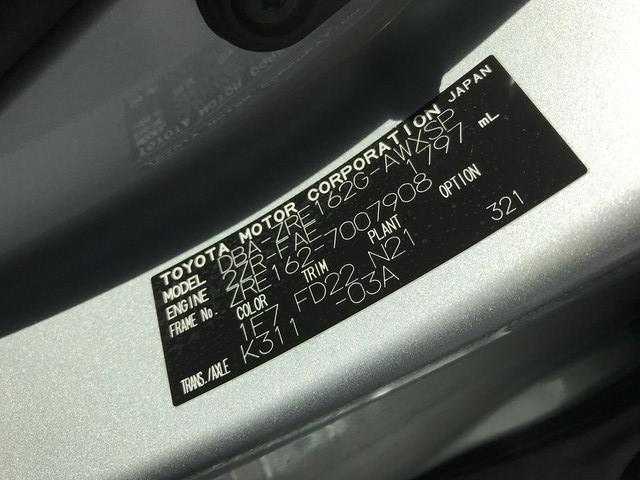 TOYOTA MOTOR CORPORATION JAPAN
MODEL DBA-ZRE162G-AWXSP
ENGINE 2ZR-FAE 1797 mL
FRAME No. ZRE162-7007908
COLOR TRIM PLANT OPTION
1F7 FD22 N21 321
TRANS./AXLE K311 -03A